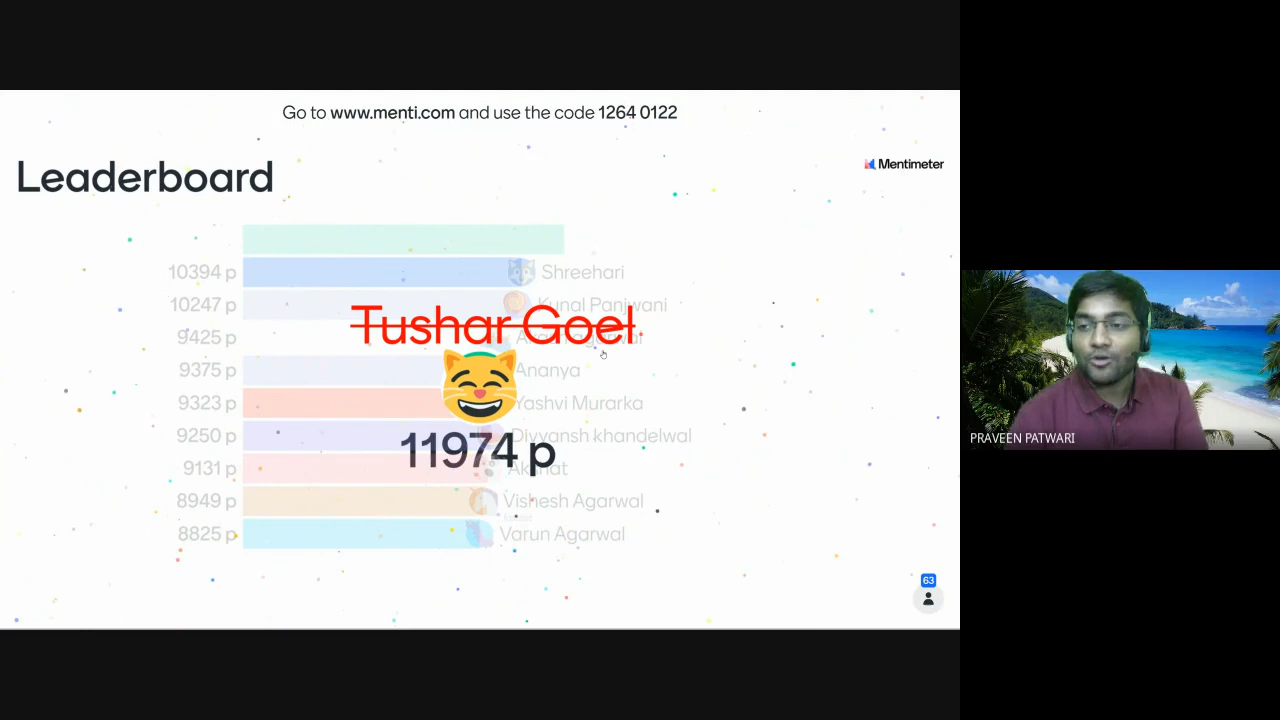 Go to www.menti.com and use the code 1264 0122
Mentimeter
Leaderboard
10394 p Shreehari
10247 p Kunal Panjwani
Tushar Goel
9425 p
9375 p Ananya
9323 p Yashvi Murarka
9250 p Divyansh khandelwal
11974 p
9131 p
8949 p Vishesh Agarwal
8825 p Varun Agarwal
63
PRAVEEN PATWARI